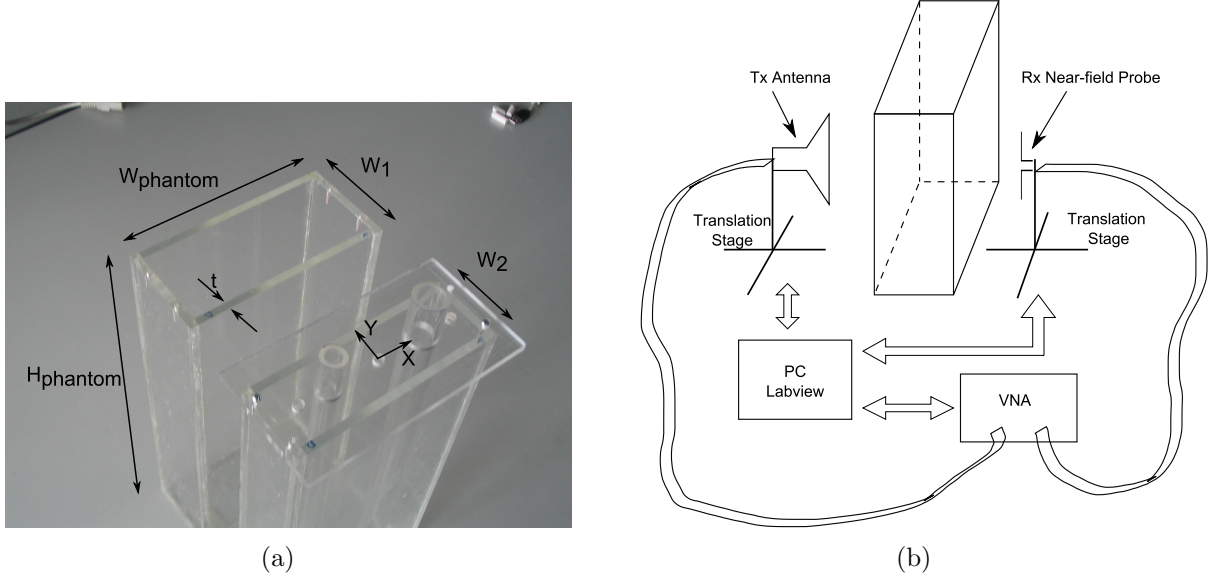 Wphantom
W1
t
W2
Y
X
Hphantom
(a)
Tx Antenna
Rx Near-field Probe
Translation
Stage
Translation
Stage
PC
Labview
VNA
(b)